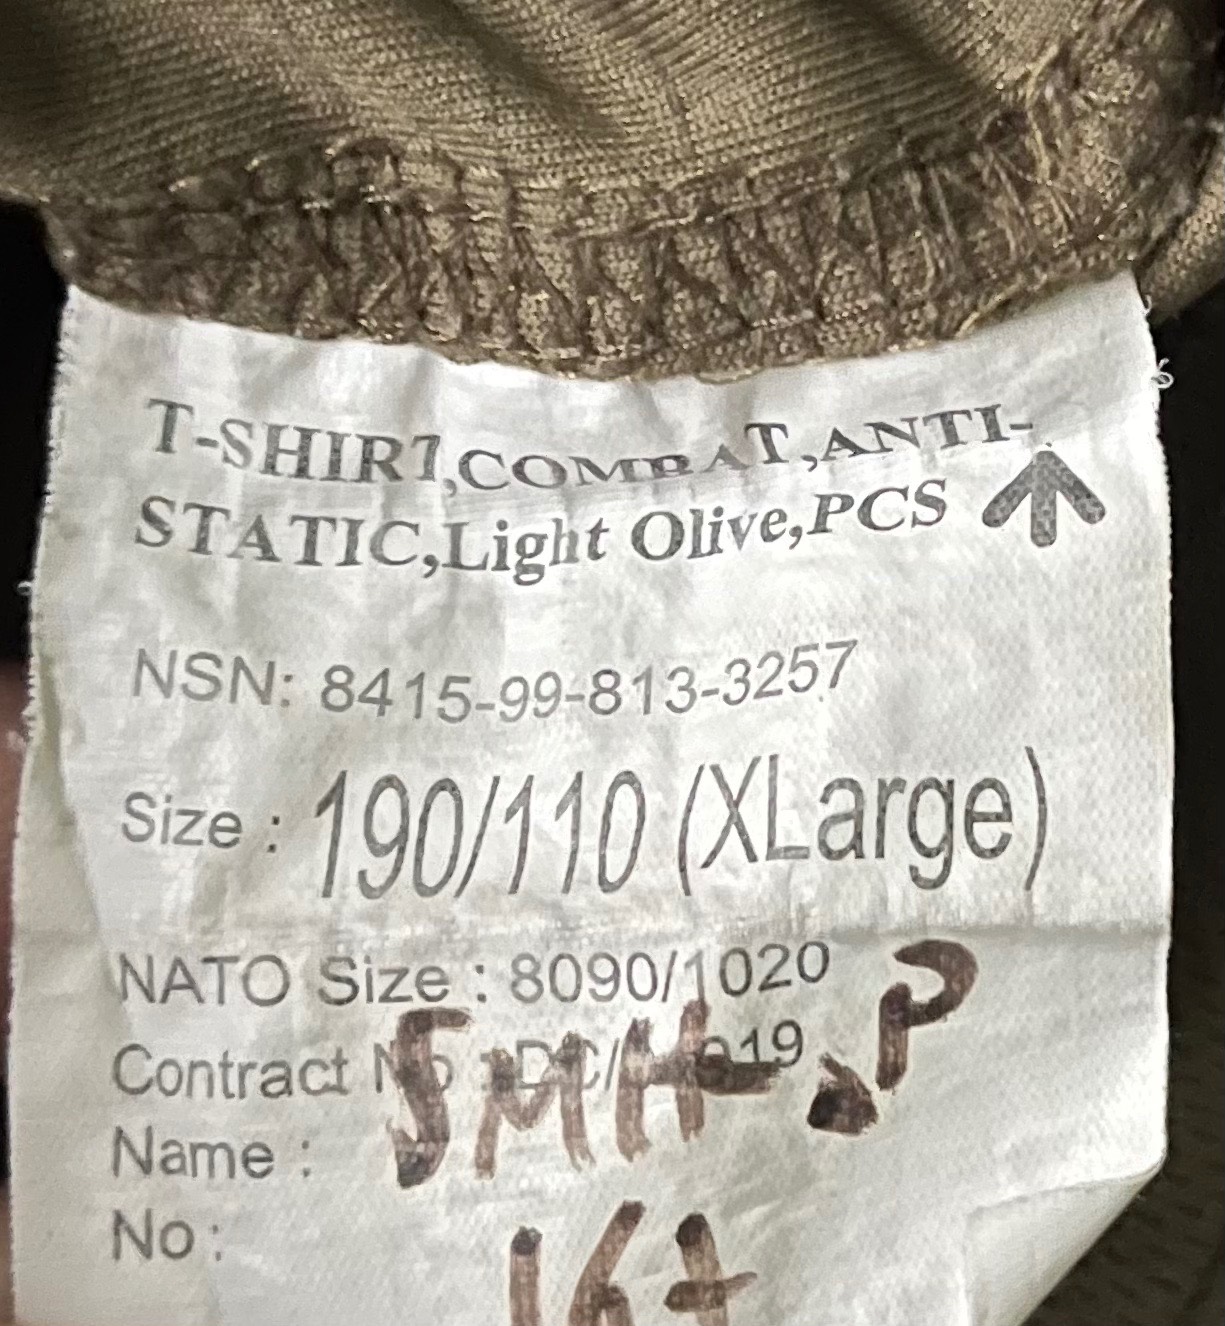 T-SHIRT,COMBAT,ANTI-
STATIC,Light Olive,PCS
NSN: 8415-99-813-3257
Size : 190/110 (XLarge)
NATO Size : 8090/1020
Contract No
Name :
No :